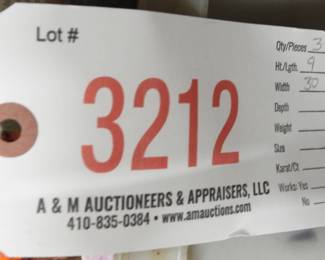 Lot #
3212
A & M AUCTIONEERS & APPRAISERS, LLC
410-835-0384 • www.amauctions.com
Qty/Pieces 3
Ht/Lgth. 9
Width 30
Depth
Weight
Size
Karat/Ct
Works: Yes
No